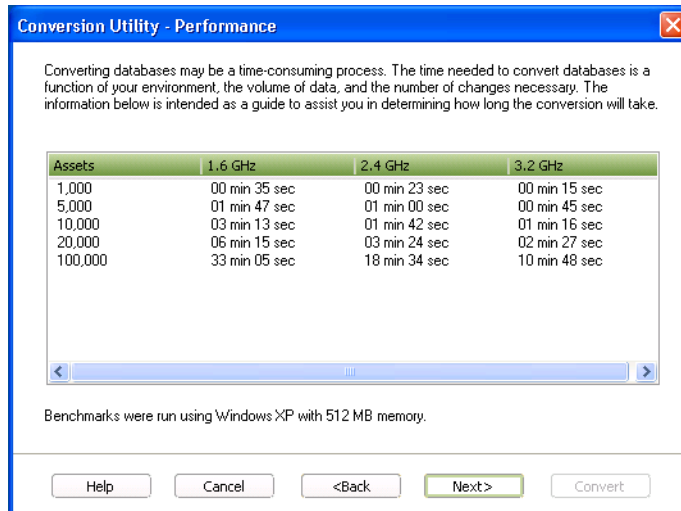 Conversion Utility - Performance
Converting databases may be a time-consuming process. The time needed to convert databases is a
function of your environment, the volume of data, and the number of changes necessary. The
information below is intended as a guide to assist you in determining how long the conversion will take.
Assets 1.6 GHz 2.4 GHz 3.2 GHz
1,000 00 min 35 sec 00 min 23 sec 00 min 15 sec
5,000 01 min 47 sec 01 min 00 sec 00 min 45 sec
10,000 03 min 13 sec 01 min 42 sec 01 min 16 sec
20,000 06 min 15 sec 03 min 24 sec 02 min 27 sec
100,000 33 min 05 sec 18 min 34 sec 10 min 48 sec
Benchmarks were run using Windows XP with 512 MB memory.
Help Cancel <Back Next> Convert